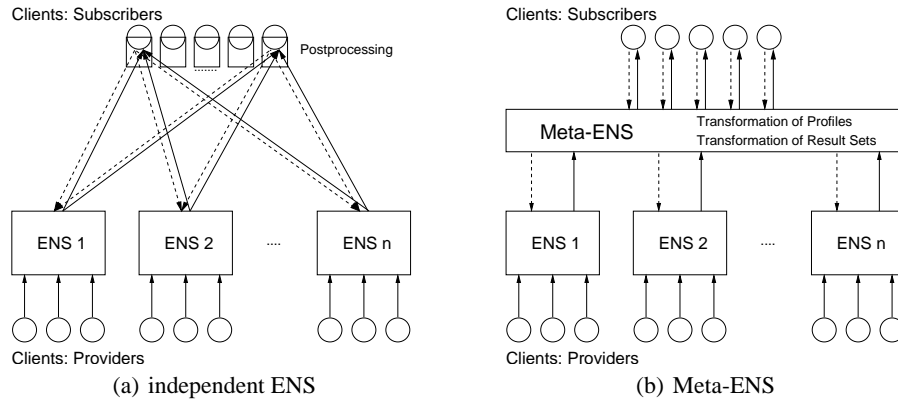 Clients: Subscribers
Postprocessing
.......
ENS 1
ENS 2
....
ENS n
Clients: Providers
(a) independent ENS
Clients: Subscribers
Meta-ENS
Transformation of Profiles
Transformation of Result Sets
ENS 1
ENS 2
....
ENS n
Clients: Providers
(b) Meta-ENS